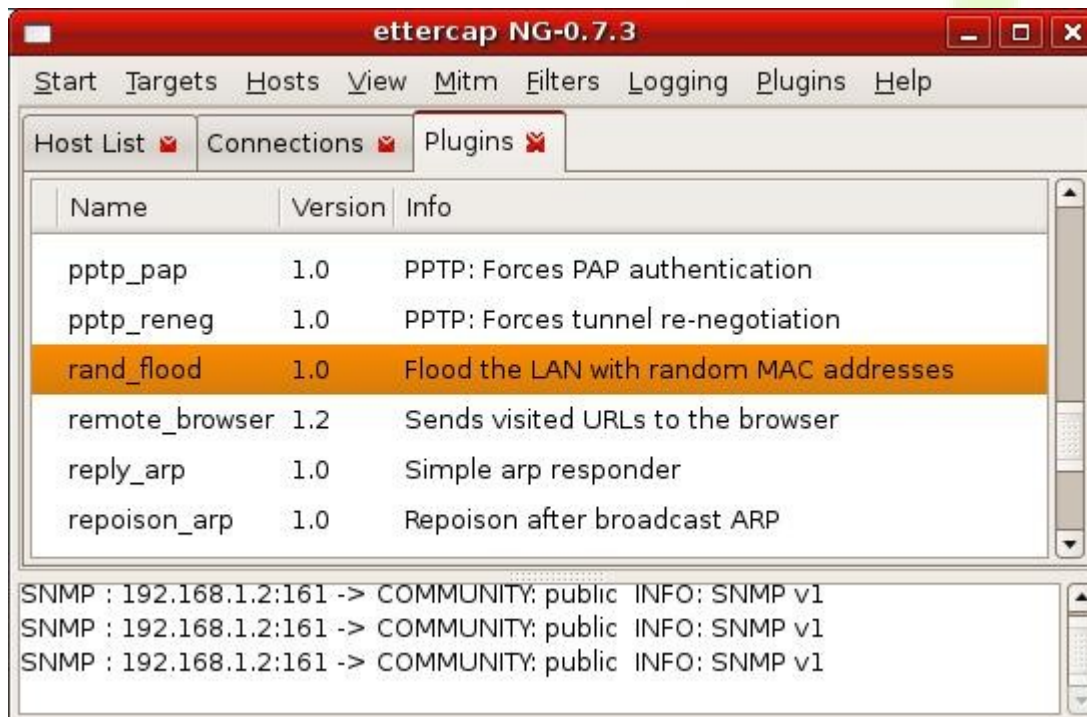 ettercap NG-0.7.3
Start Targets Hosts View Mitm Filters Logging Plugins Help
Host List Connections Plugins
Name Version Info
pptp_pap 1.0 PPTP: Forces PAP authentication
pptp_reneg 1.0 PPTP: Forces tunnel re-negotiation
rand_flood 1.0 Flood the LAN with random MAC addresses
remote_browser 1.2 Sends visited URLs to the browser
reply_arp 1.0 Simple arp responder
repoison_arp 1.0 Repoison after broadcast ARP
SNMP : 192.168.1.2:161 -> COMMUNITY: public INFO: SNMP v1
SNMP : 192.168.1.2:161 -> COMMUNITY: public INFO: SNMP v1
SNMP : 192.168.1.2:161 -> COMMUNITY: public INFO: SNMP v1